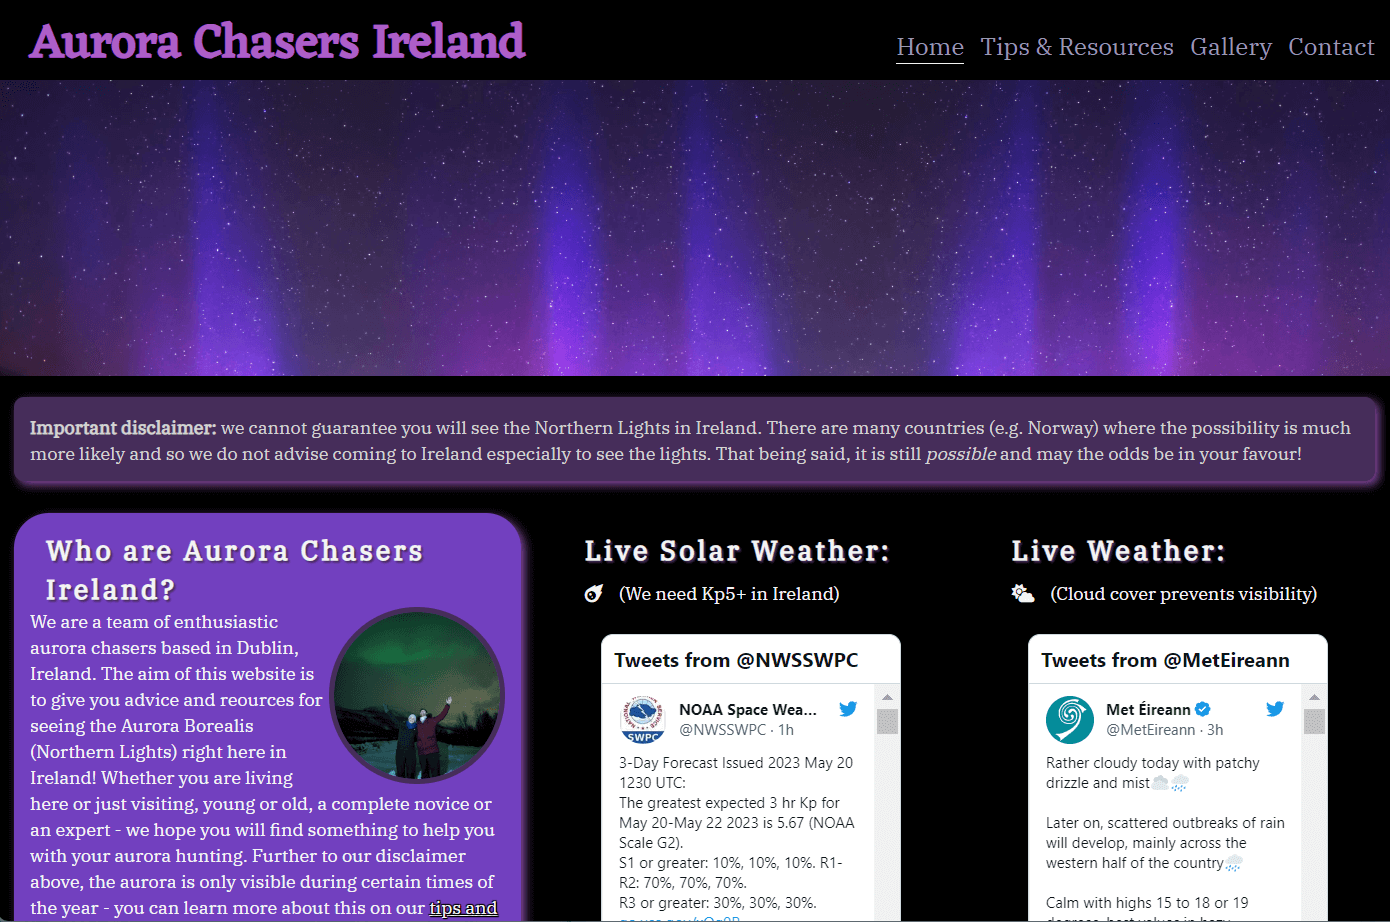 Aurora Chasers Ireland
Home Tips & Resources Gallery Contact
Important disclaimer: we cannot guarantee you will see the Northern Lights in Ireland. There are many countries (e.g. Norway) where the possibility is much
more likely and so we do not advise coming to Ireland especially to see the lights. That being said, it is still possible and may the odds be in your favour!
Who are Aurora Chasers
Ireland?
We are a team of enthusiastic
aurora chasers based in Dublin,
Ireland. The aim of this website is
to give you advice and reources for
seeing the Aurora Borealis
(Northern Lights) right here in
Ireland! Whether you are living
here or just visiting, young or old, a complete novice or
an expert - we hope you will find something to help you
with your aurora hunting. Further to our disclaimer
above, the aurora is only visible during certain times of
the year - you can learn more about this on our tips and
Live Solar Weather:
(We need Kp5+ in Ireland)
Tweets from @NWSSWPC
NOAA Space Wea...
@NWSSWPC · 1h
SWPC
3-Day Forecast Issued 2023 May 20
1230 UTC:
The greatest expected 3 hr Kp for
May 20-May 22 2023 is 5.67 (NOAA
Scale G2).
S1 or greater: 10%, 10%, 10%. R1-
R2: 70%, 70%, 70%.
R3 or greater: 30%, 30%, 30%.
Live Weather:
(Cloud cover prevents visibility)
Tweets from @MetEireann
Met Éireann
@MetEireann · 3h
Rather cloudy today with patchy
drizzle and mist🌫️🌧️
Later on, scattered outbreaks of rain
will develop, mainly across the
western half of the country🌧️
Calm with highs 15 to 18 or 19